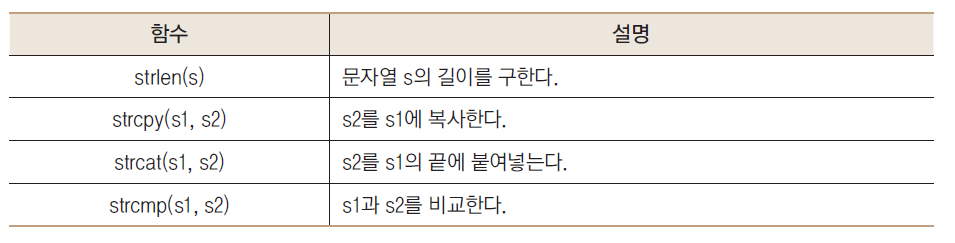 함수 설명
strlen(s) 문자열 s의 길이를 구한다.
strcpy(s1, s2) s2를 s1에 복사한다.
strcat(s1, s2) s2를 s1의 끝에 붙여넣는다.
strcmp(s1, s2) s1과 s2를 비교한다.